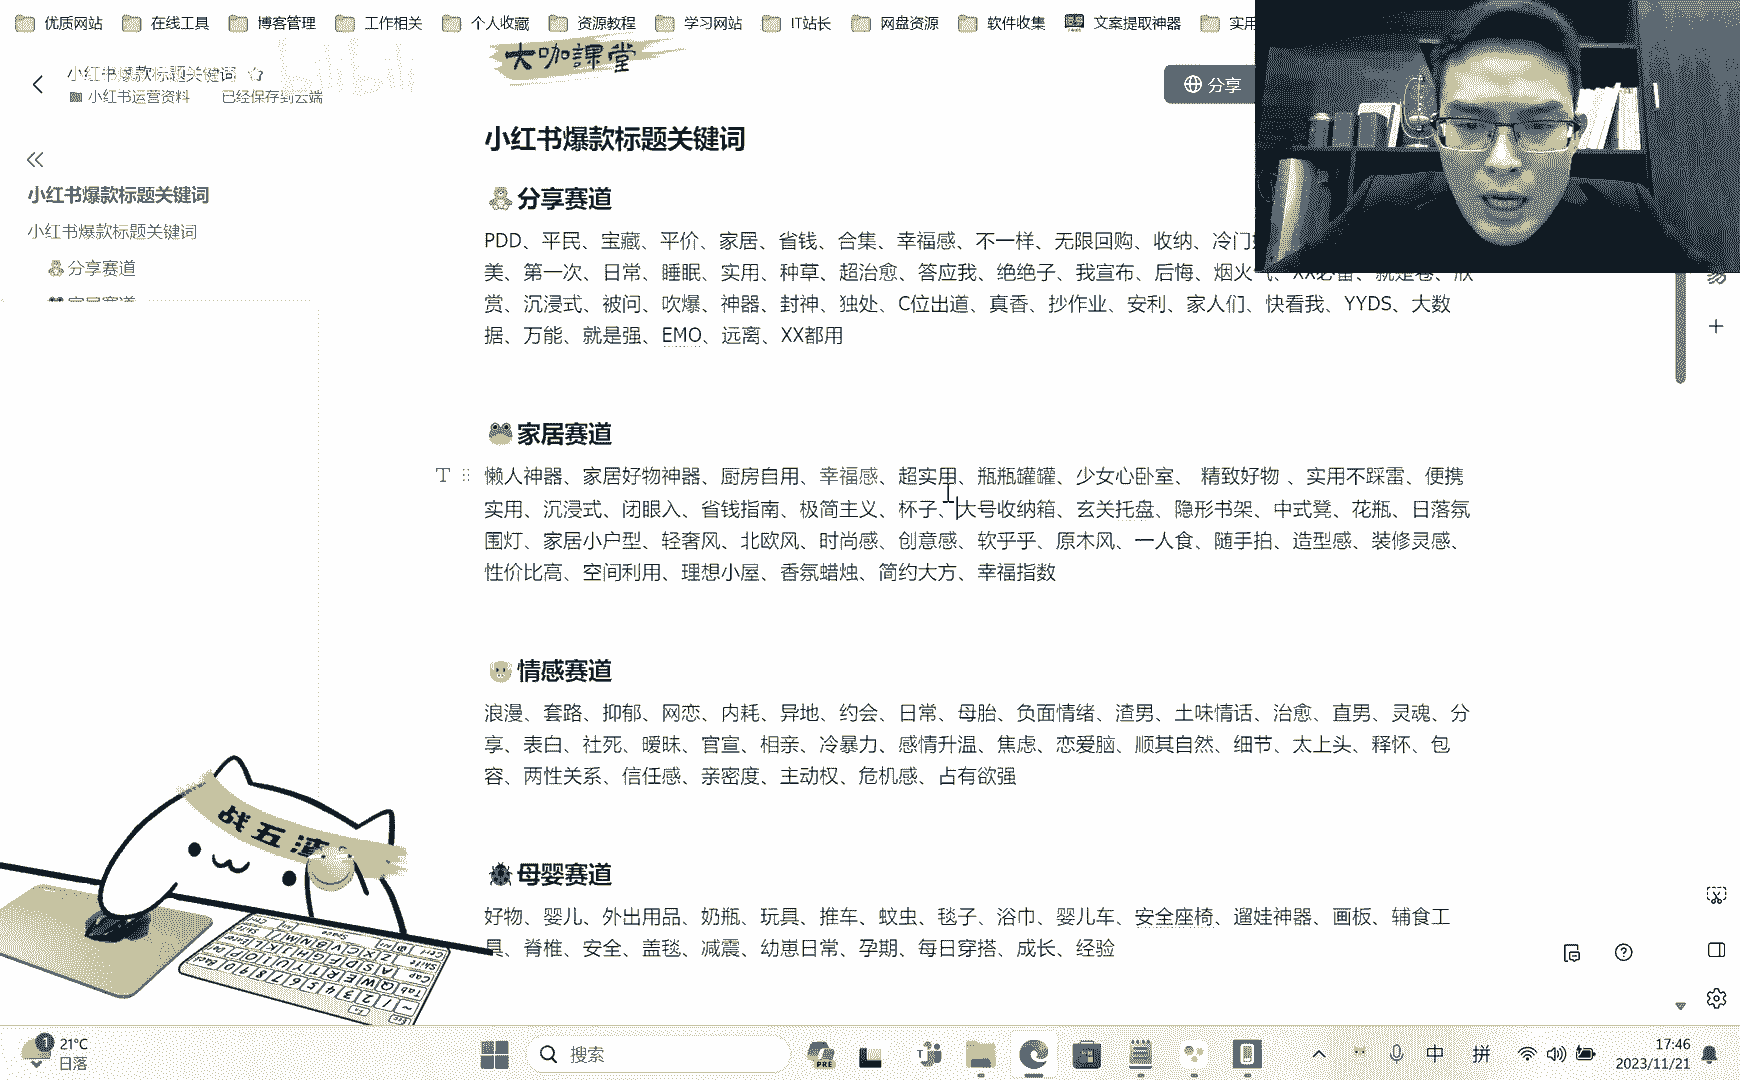 优质网站 在线工具 博客管理 工作相关 个人收藏 资源教程 学习网站 IT站长 网盘资源 软件收集 文案提取神器 实用
大咖課堂
bilibili
小红书爆款标题关键词
小红书运营资料 已经保存到云端
分享
小红书爆款标题关键词
小红书爆款标题关键词
小红书爆款标题关键词
分享赛道
家居赛道
分享赛道
PDD、平民、宝藏、平价、家居、省钱、合集、幸福感、不一样、无限回购、收纳、冷门
美、第一次、日常、睡眠、实用、种草、超治愈、答应我、绝绝子、我宣布、后悔、烟火气、XX必备、就是卷、欣
赏、沉浸式、被问、吹爆、神器、封神、独处、C位出道、真香、抄作业、安利、家人们、快看我、YYDS、大数
据、万能、就是强、EMO、远离、XX都用
家居赛道
懒人神器、家居好物神器、厨房自用、幸福感、超实用、瓶瓶罐罐、少女心卧室、 精致好物 、实用不踩雷、便携
实用、沉浸式、闭眼入、省钱指南、极简主义、杯子、大号收纳箱、玄关托盘、隐形书架、中式凳、花瓶、日落氛
围灯、家居小户型、轻奢风、北欧风、时尚感、创意感、软乎乎、原木风、一人食、随手拍、造型感、装修灵感、
性价比高、空间利用、理想小屋、香氛蜡烛、简约大方、幸福指数
情感赛道
浪漫、套路、抑郁、网恋、内耗、异地、约会、日常、母胎、负面情绪、渣男、土味情话、治愈、直男、灵魂、分
享、表白、社死、暧昧、官宣、相亲、冷暴力、感情升温、焦虑、恋爱脑、顺其自然、细节、太上头、释怀、包
容、两性关系、信任感、亲密度、主动权、危机感、占有欲强
母婴赛道
好物、婴儿、外出用品、奶瓶、玩具、推车、蚊虫、毯子、浴巾、婴儿车、安全座椅、遛娃神器、画板、辅食工
具、脊椎、安全、盖毯、减震、幼崽日常、孕期、每日穿搭、成长、经验
战五渣
1
21°C
日落
搜索
PRE
中 拼
17:46
2023/11/21